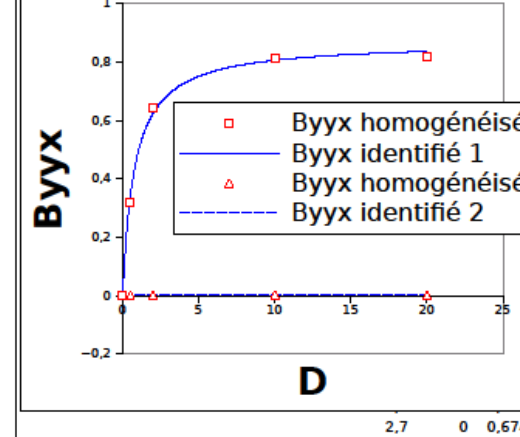 1
0,8
0,6
0,4
0,2
0
−0,2
Byyx
Byyx homogénéisé
Byyx identifié 1
Byyx homogénéisé
Byyx identifié 2
0 5 10 15 20 25
D
2,7 0 0,67